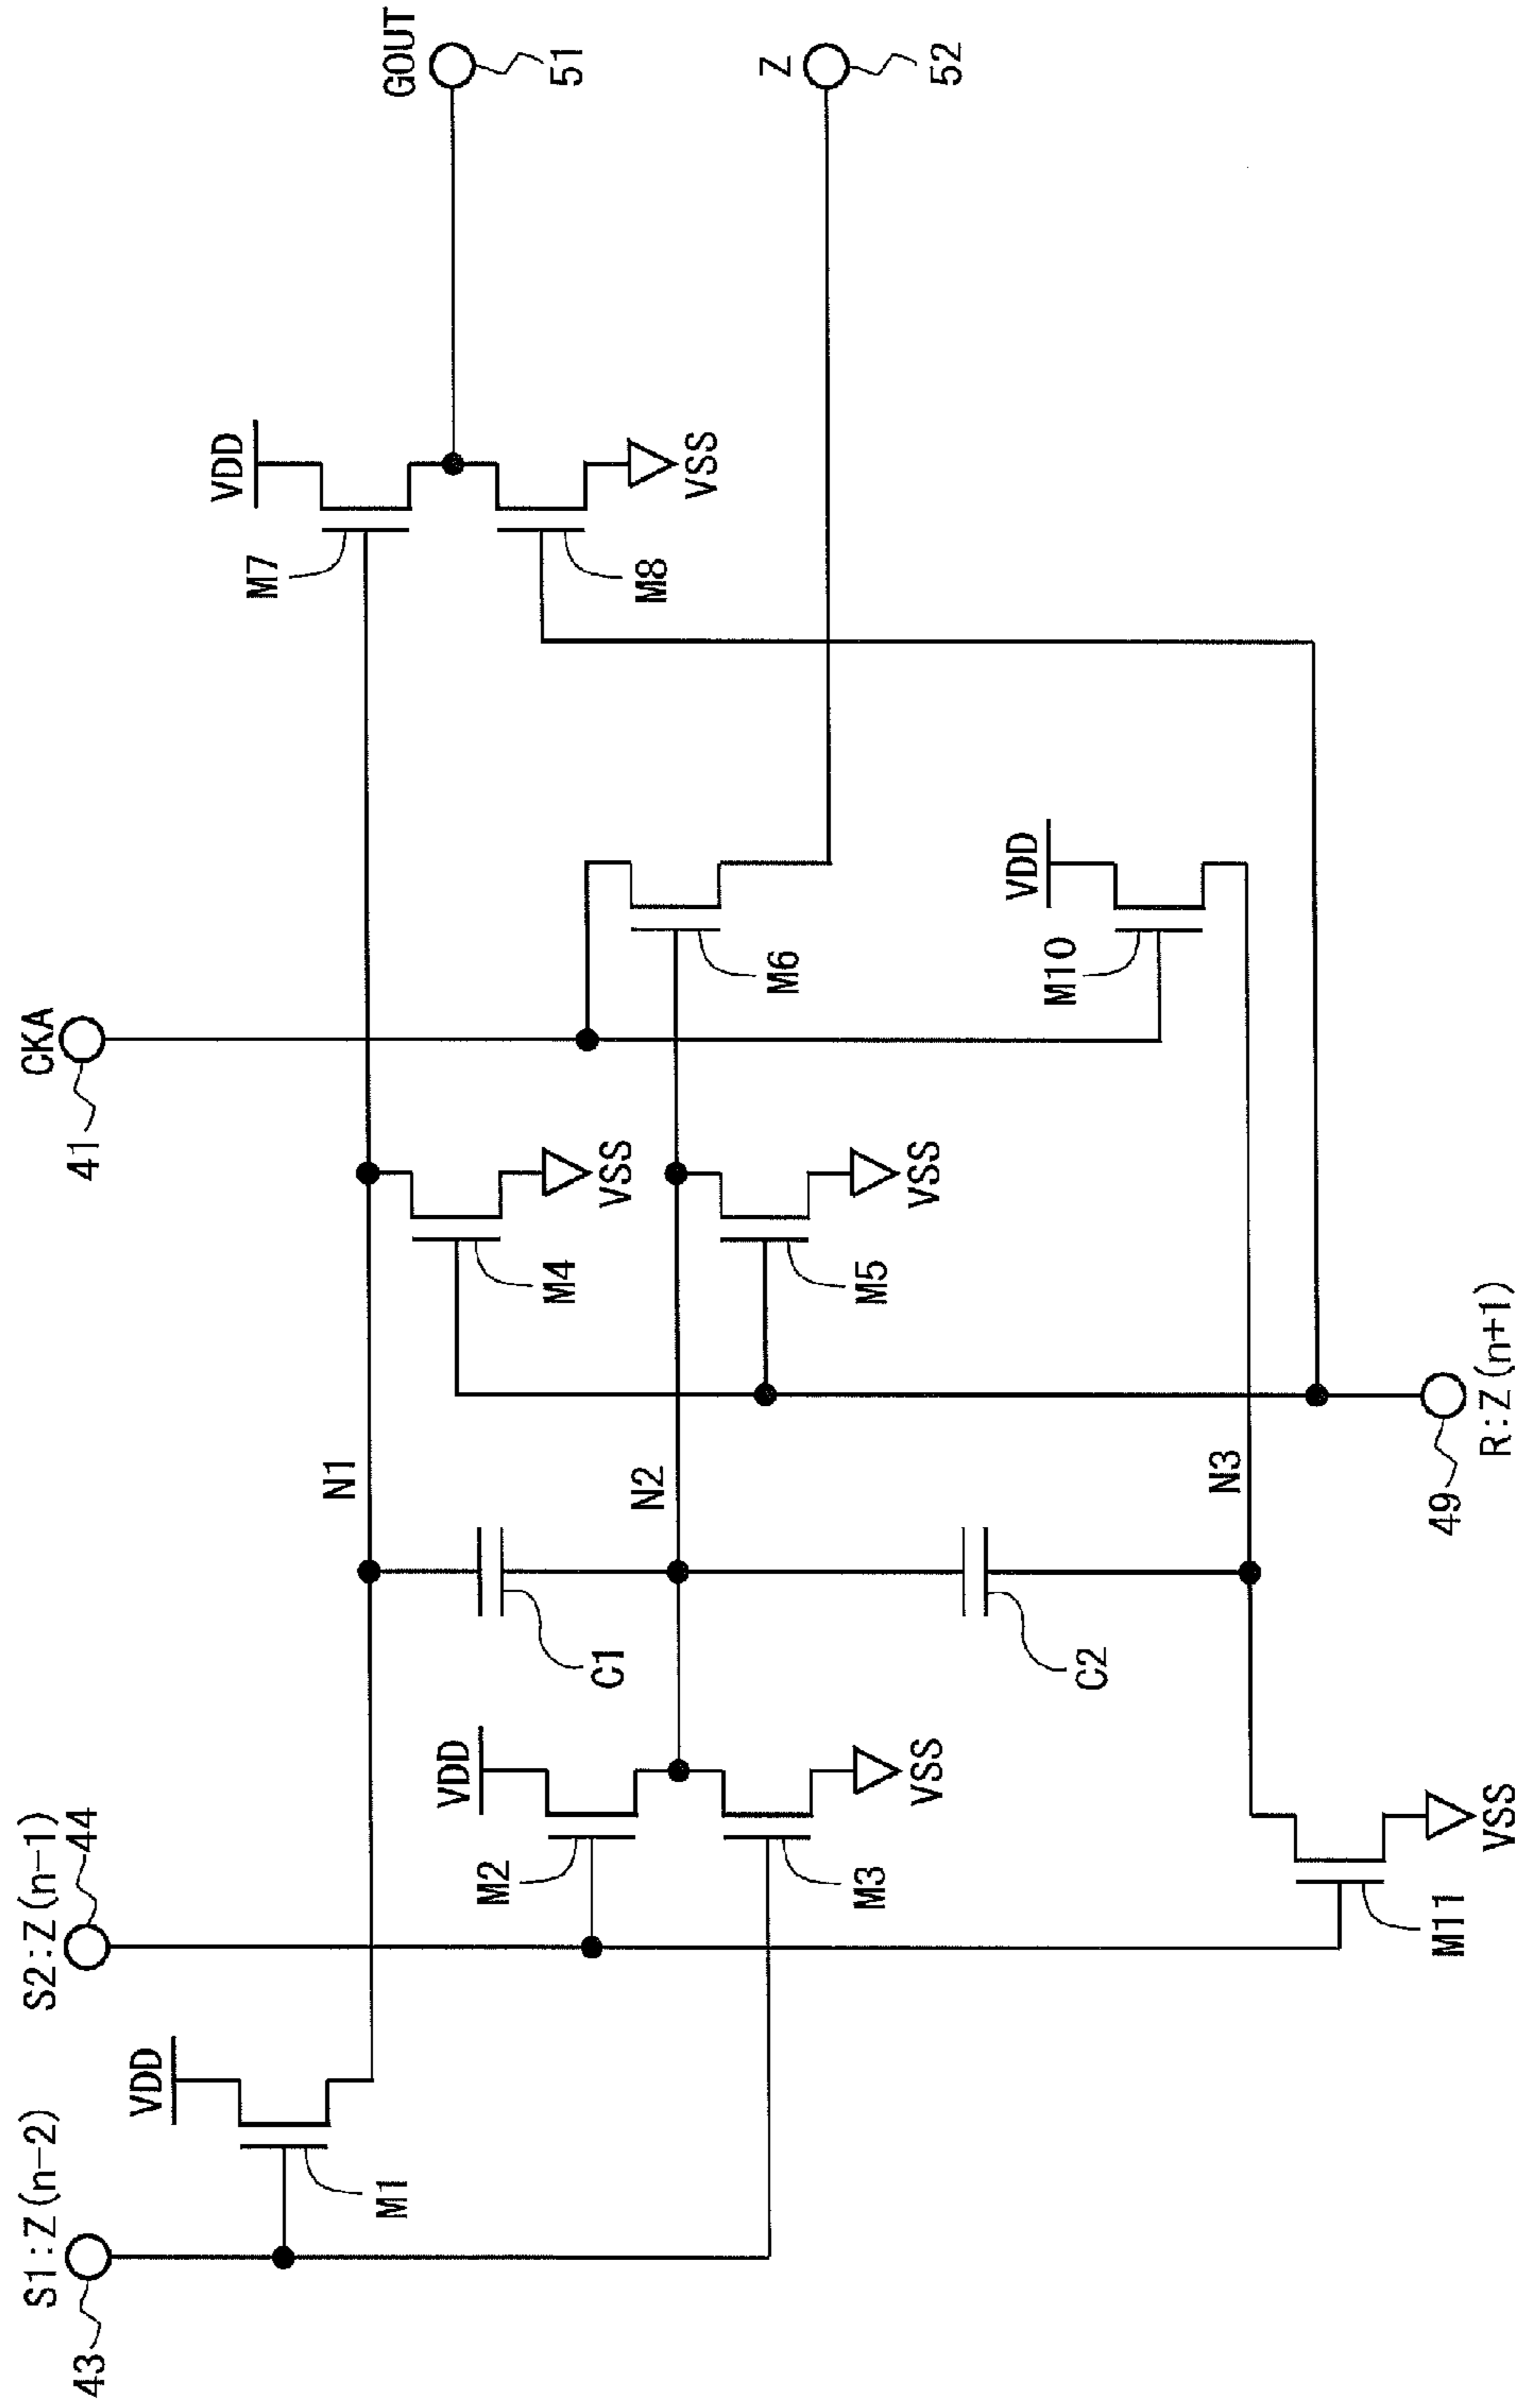 S1:Z(n-2)
43
S2:Z(n-1)
44
CKA
41
GOUT
51
Z
52
VDD
M1
VDD
M2
M3
VSS
M11
VSS
N1
C1
N2
C2
N3
M4
VSS
M5
VSS
M6
VDD
M10
VDD
M7
M8
VSS
49
R:Z(n+1)